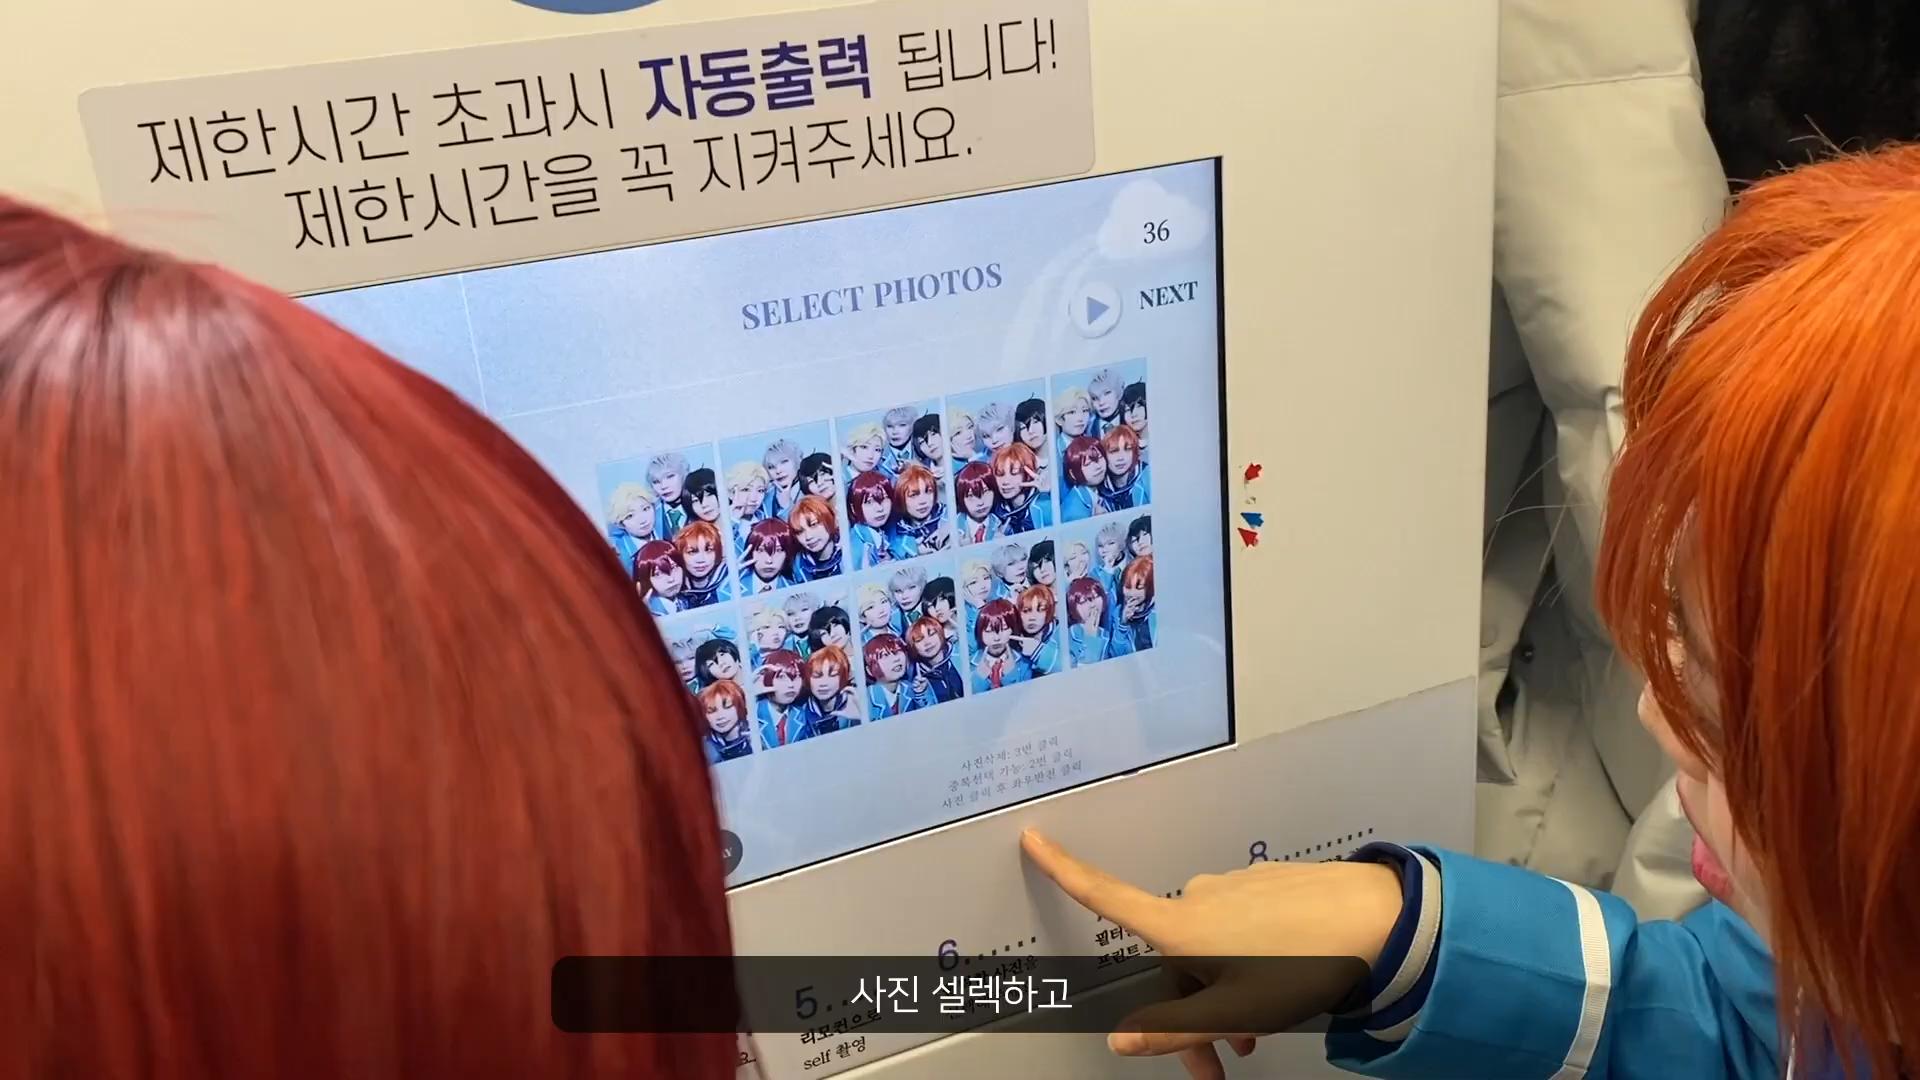 제한시간 초과시 자동출력 됩니다!
제한시간을 꼭 지켜주세요.
36
SELECT PHOTOS
NEXT
사진삭제: 3번 클릭
중복선택 가능: 2번 클릭
사진 클릭 후 좌우반전 클릭
8
6
사진을
필터
프린트
5
리모컨으로
self 촬영
사진 셀렉하고